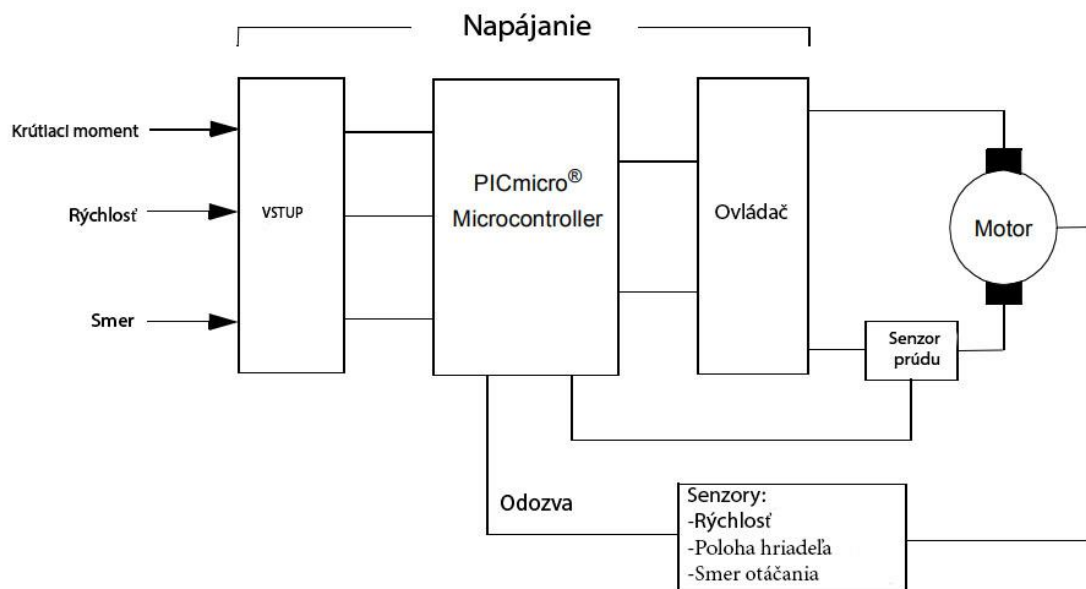 Napájanie
Krútiaci moment
Rýchlosť
Smer
VSTUP
PICmicro®
Microcontroller
Ovládač
Motor
Senzor
prúdu
Odozva
Senzory:
-Rýchlosť
-Poloha hriadeľa
-Smer otáčania